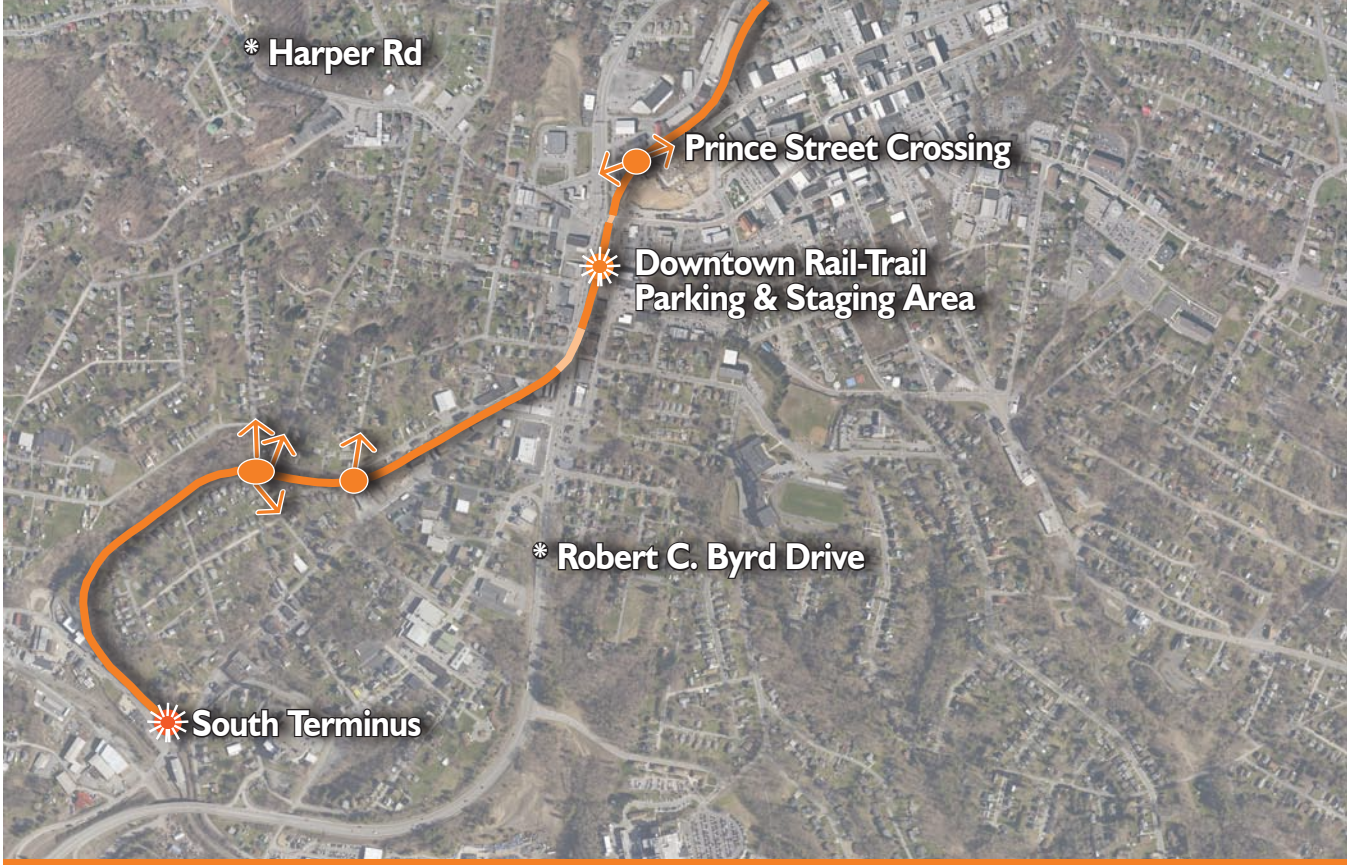 * Harper Rd
Prince Street Crossing
Downtown Rail-Trail
Parking & Staging Area
* Robert C. Byrd Drive
South Terminus